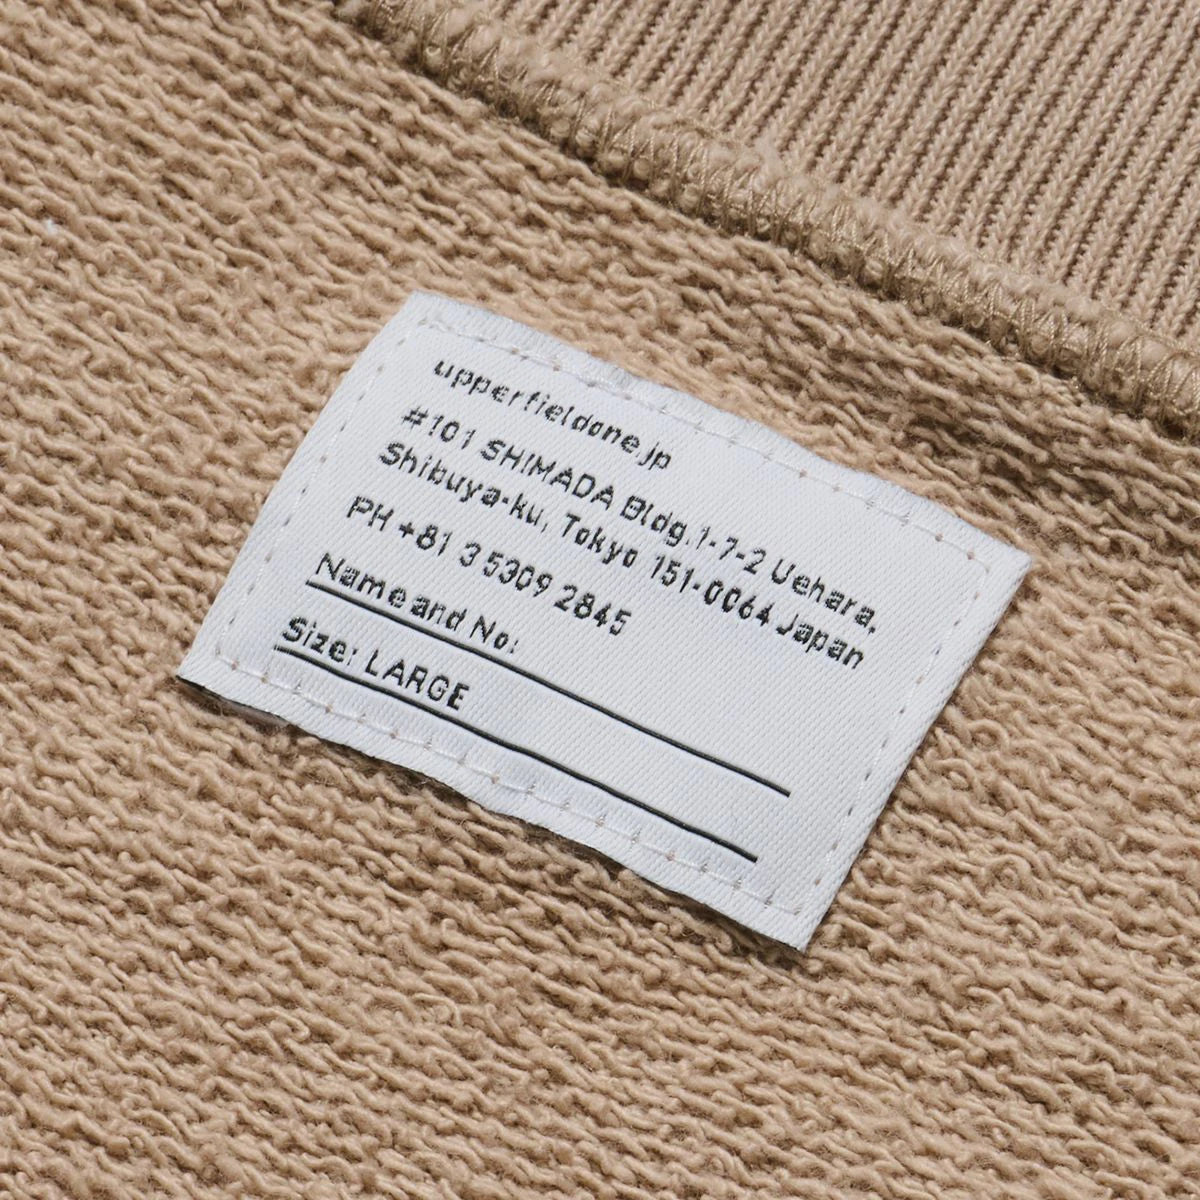 upperfieldone.jp
#101 SHIMADA Bldg.1-7-2 Uehara,
Shibuya-ku, Tokyo 151-0064 Japan
PH +81 3 5309 2845
Name and No:
Size: LARGE